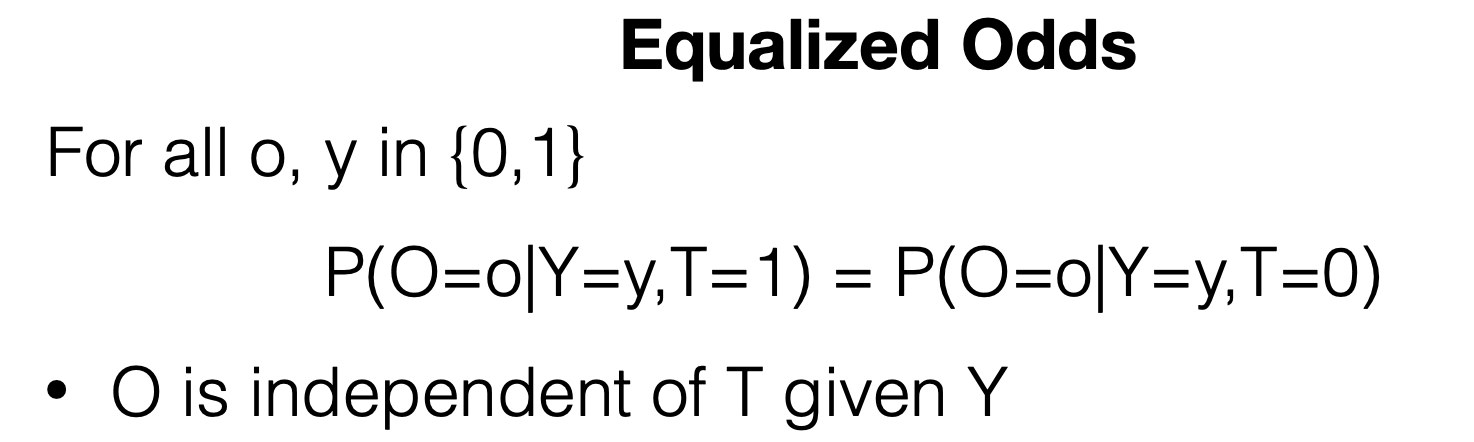 Equalized Odds
For all o, y in {0,1}
P(O=o|Y=y,T=1) = P(O=o|Y=y,T=0)
• O is independent of T given Y